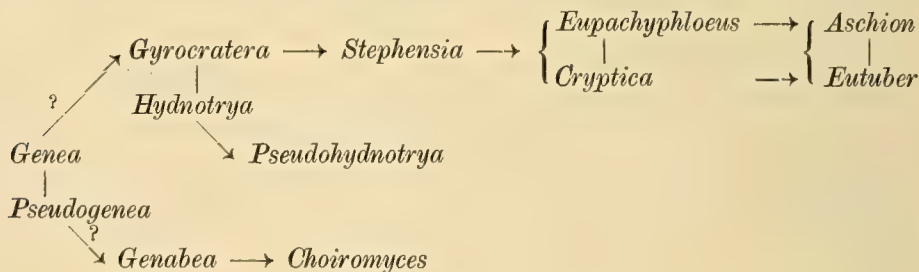 Eupachyphloeus Aschion
Gyrocratera Stephensia
Cryptica Eutuber
Hydnotrya
?
Genea Pseudohydnotrya
Pseudogenea
?
Genabea Choiromyces